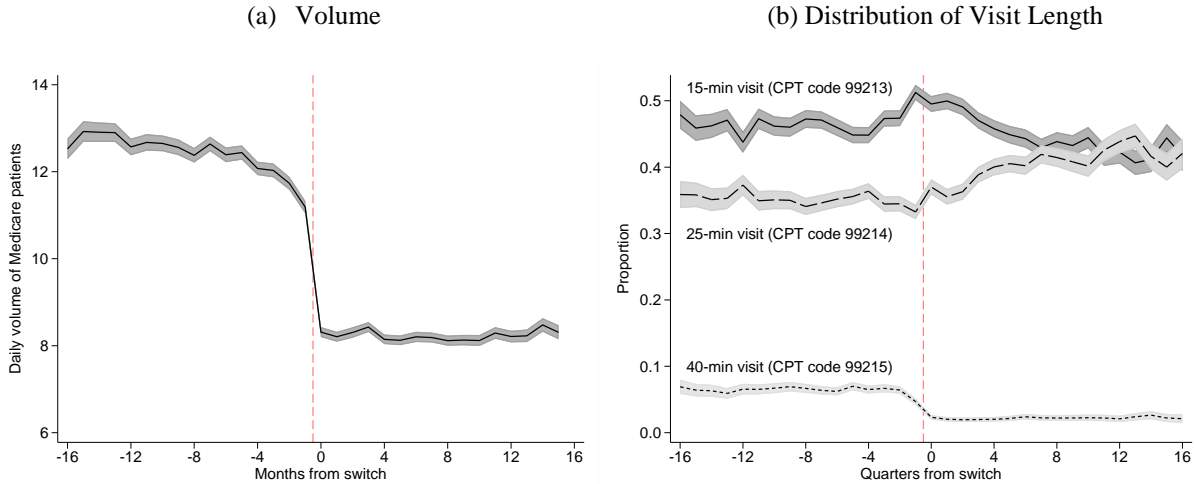 (a) Volume
(b) Distribution of Visit Length
14
12
10
8
6
Daily volume of Medicare patients
-16 -12 -8 -4 0 4 8 12 16
Months from switch
0.5
0.4
0.3
0.2
0.1
0.0
Proportion
15-min visit (CPT code 99213)
25-min visit (CPT code 99214)
40-min visit (CPT code 99215)
-16 -12 -8 -4 0 4 8 12 16
Quarters from switch